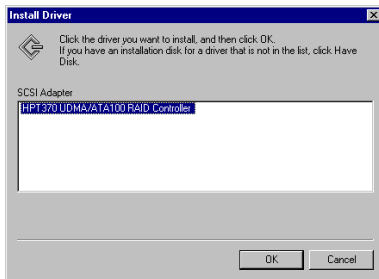 Install Driver
Click the driver you want to install, and then click OK.
If you have an installation disk for a driver that is not in the list, click Have
Disk.
SCSI Adapter
HPT370 UDMA/ATA100 RAID Controller
OK
Cancel